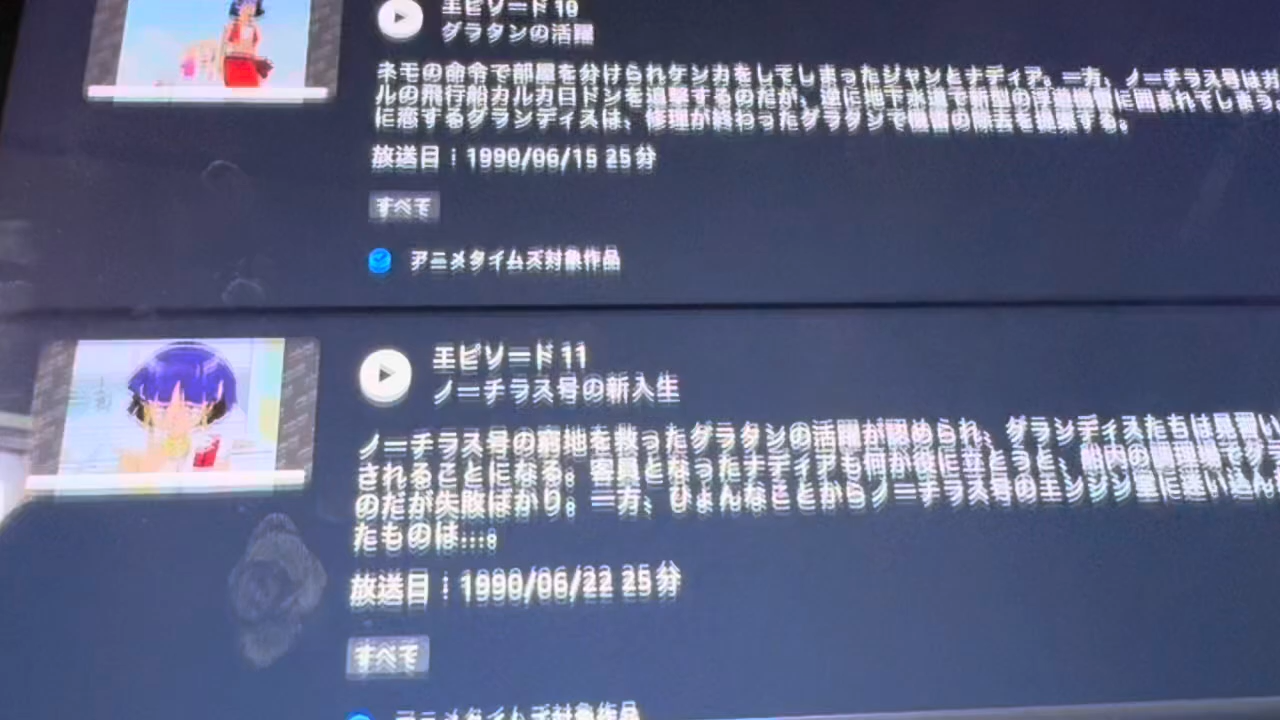 エピソード 10
グラタンの活躍
ネモの命令で部屋を分けられケンカをしてしまったジャンとナディア。一方、ノーチラス号はガ
ルの飛行船カルカロドンを追撃するのだが、逆に地下水道で新型の浮遊機雷に囲まれてしまう。
に恋するグランディスは、修理が終わったグラタンで機雷の除去を提案する。
放送日：1990/06/15 25分
すべて
アニメタイムズ対象作品
エピソード 11
ノーチラス号の新入生
ノーチラス号の窮地を救ったグラタンの活躍が認められ、グランディスたちは見習い
されることになる。客員となったナディアも何か役に立とうと、船内の調理場で
のだが失敗ばかり。一方、ひょんなことからノーチラス号のエンジン室に迷い込ん
たものは…。
放送日：1990/06/22 25分
すべて
アニメタイムズ対象作品